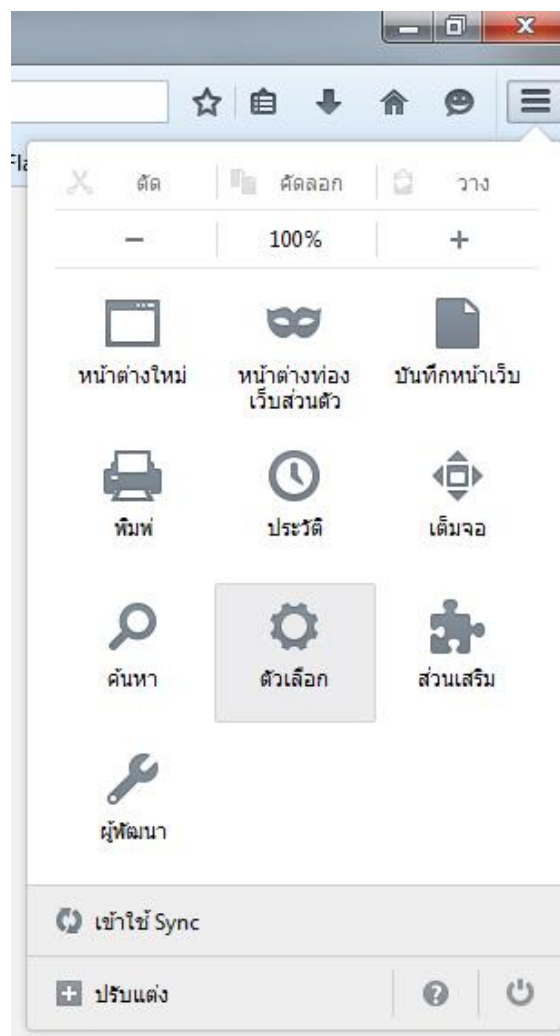 Fla
ตัด คัดลอก วาง
− 100% +
หน้าต่างใหม่ หน้าต่างท่อง บันทึกหน้าเว็บ
เว็บส่วนตัว
พิมพ์ ประวัติ เต็มจอ
ค้นหา ตัวเลือก ส่วนเสริม
ผู้พัฒนา
เข้าใช้ Sync
ปรับแต่ง